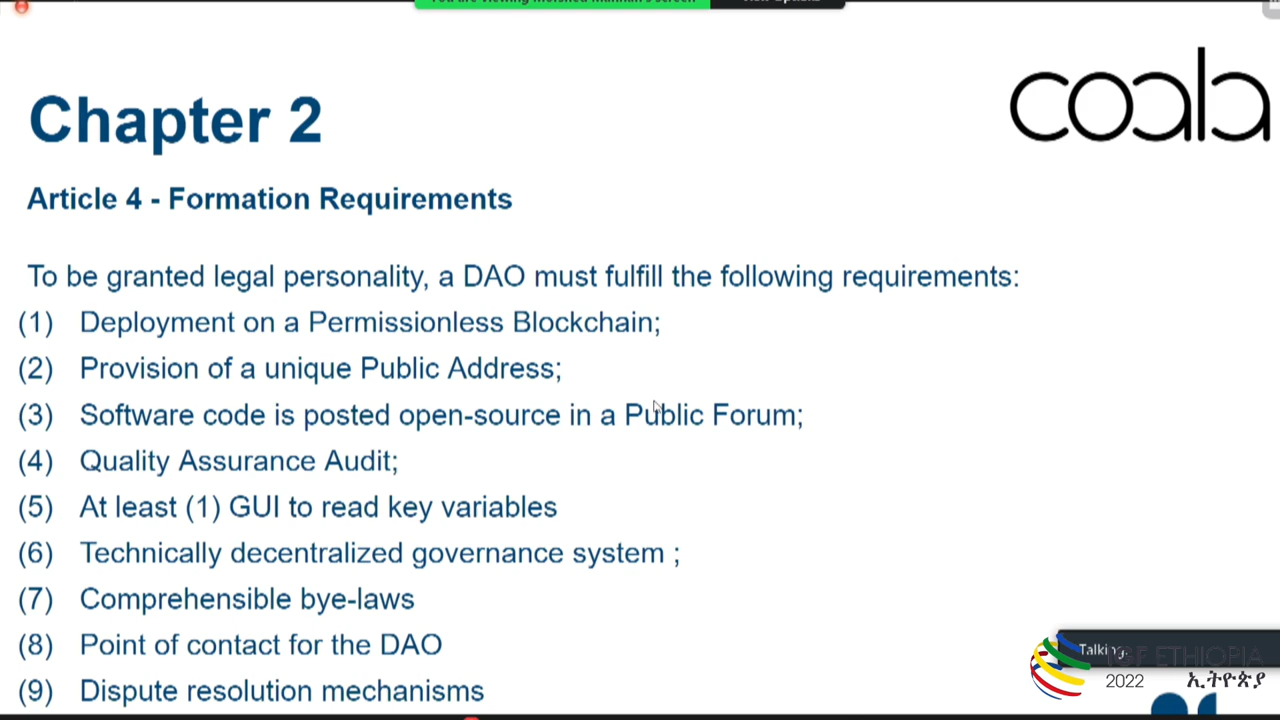 coala
Chapter 2
Article 4 - Formation Requirements
To be granted legal personality, a DAO must fulfill the following requirements:
(1) Deployment on a Permissionless Blockchain;
(2) Provision of a unique Public Address;
(3) Software code is posted open-source in a Public Forum;
(4) Quality Assurance Audit;
(5) At least (1) GUI to read key variables
(6) Technically decentralized governance system ;
(7) Comprehensible bye-laws
(8) Point of contact for the DAO
(9) Dispute resolution mechanisms
Talking:
IGF ETHIOPIA
2022 ኢትዮጵያ